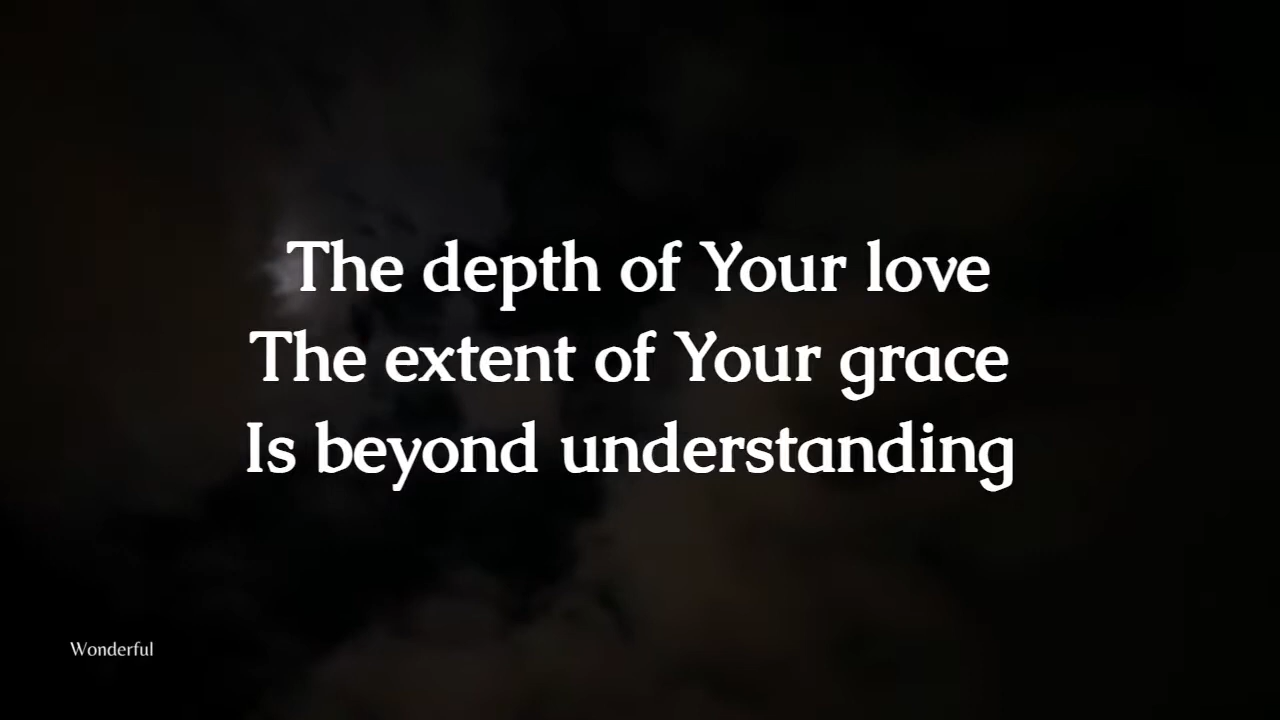 The depth of Your love
The extent of Your grace
Is beyond understanding
Wonderful